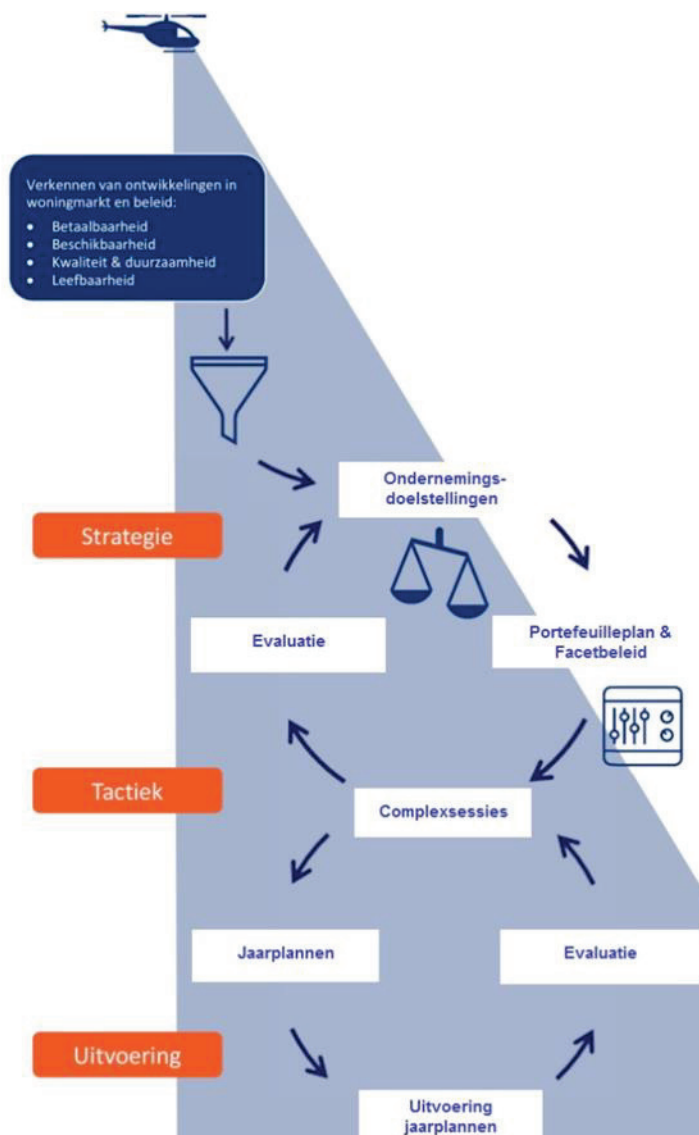 Verkennen van ontwikkelingen in
woningmarkt en beleid:
• Betaalbaarheid
• Beschikbaarheid
• Kwaliteit & duurzaamheid
• Leefbaarheid
Ondernemings-
doelstellingen
Strategie
Evaluatie
Portefeuilleplan &
Facetbeleid
Tactiek
Complexsessies
Jaarplannen
Evaluatie
Uitvoering
Uitvoering
jaarplannen